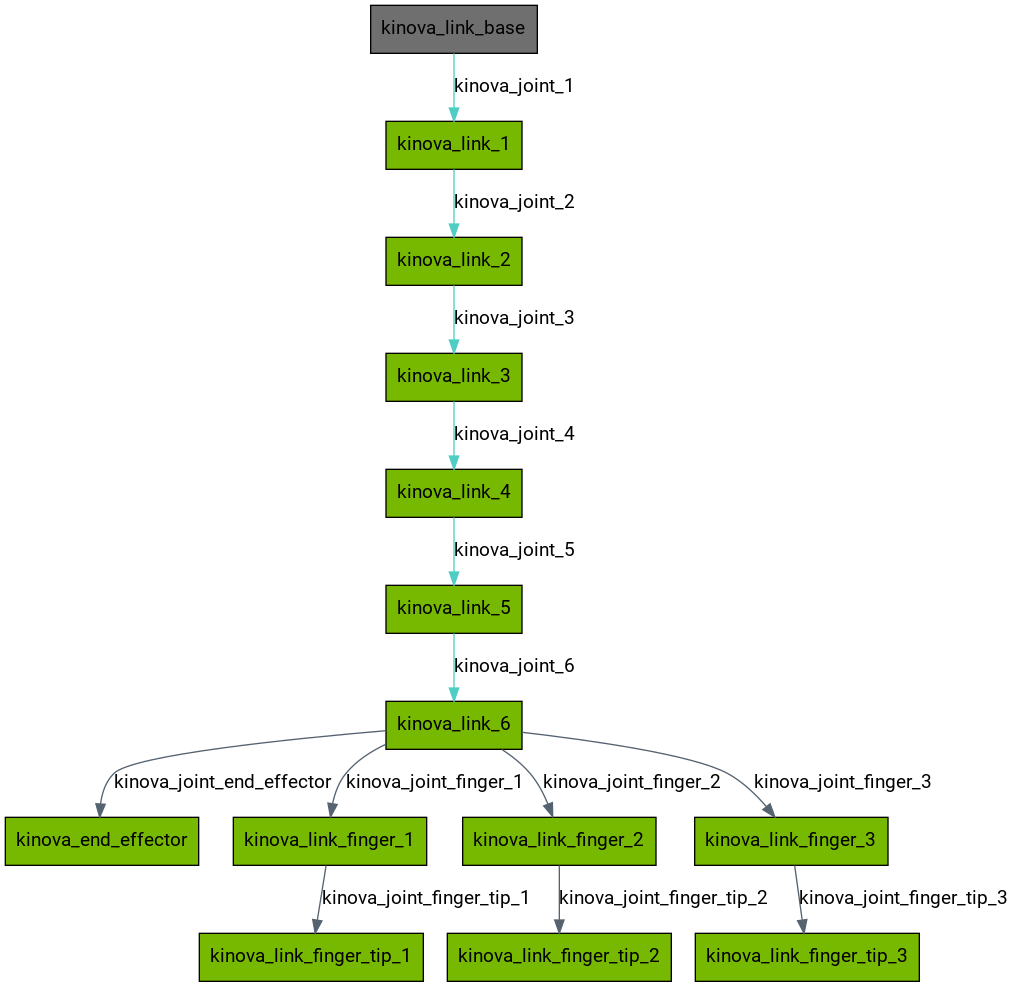 kinova_link_base
kinova_joint_1
kinova_link_1
kinova_joint_2
kinova_link_2
kinova_joint_3
kinova_link_3
kinova_joint_4
kinova_link_4
kinova_joint_5
kinova_link_5
kinova_joint_6
kinova_link_6
kinova_joint_end_effector
kinova_joint_finger_1
kinova_joint_finger_2
kinova_joint_finger_3
kinova_end_effector
kinova_link_finger_1
kinova_link_finger_2
kinova_link_finger_3
kinova_joint_finger_tip_1
kinova_joint_finger_tip_2
kinova_joint_finger_tip_3
kinova_link_finger_tip_1
kinova_link_finger_tip_2
kinova_link_finger_tip_3